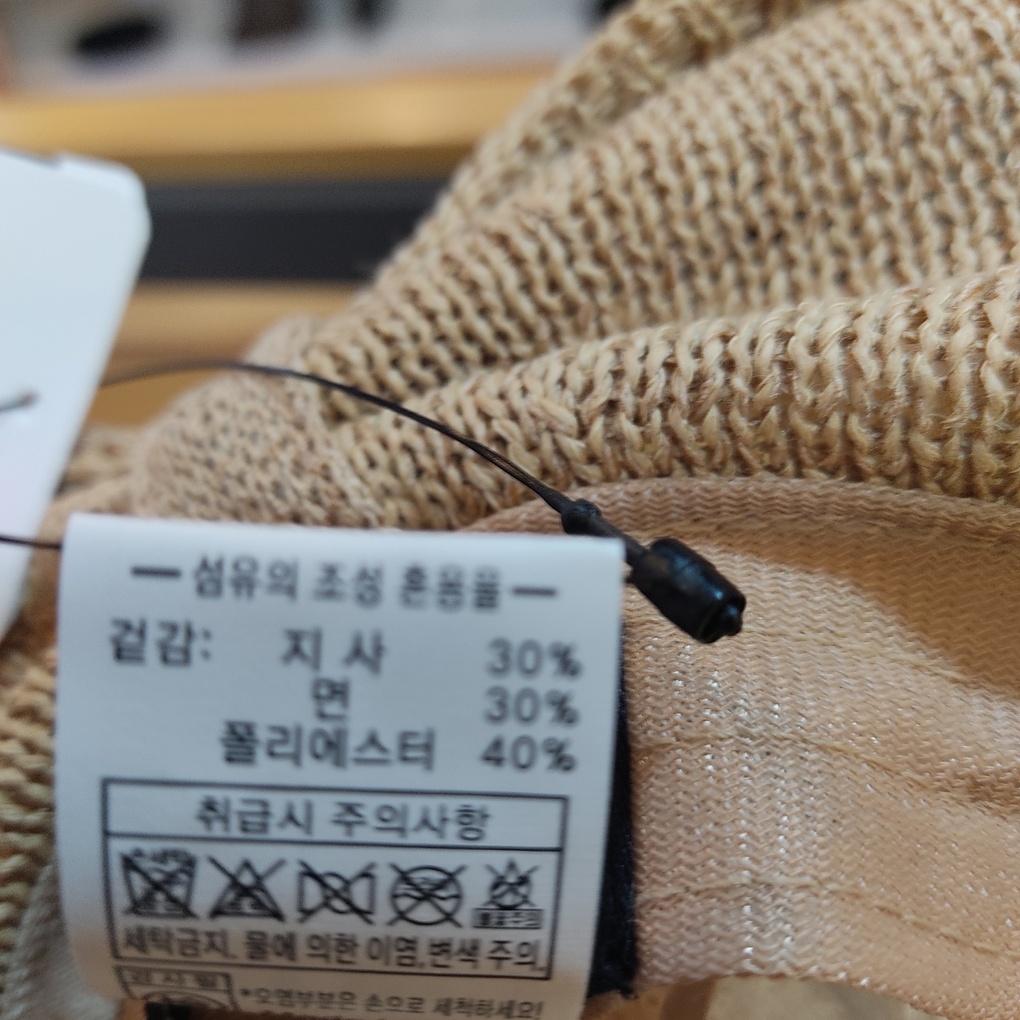 섬유의 조성 혼용율
겉감: 지 사 30%
면 30%
폴리에스터 40%
취급시 주의사항
세탁금지. 물에 의한 이염,변색 주의.
*오염부분은 손으로 세척하세요!